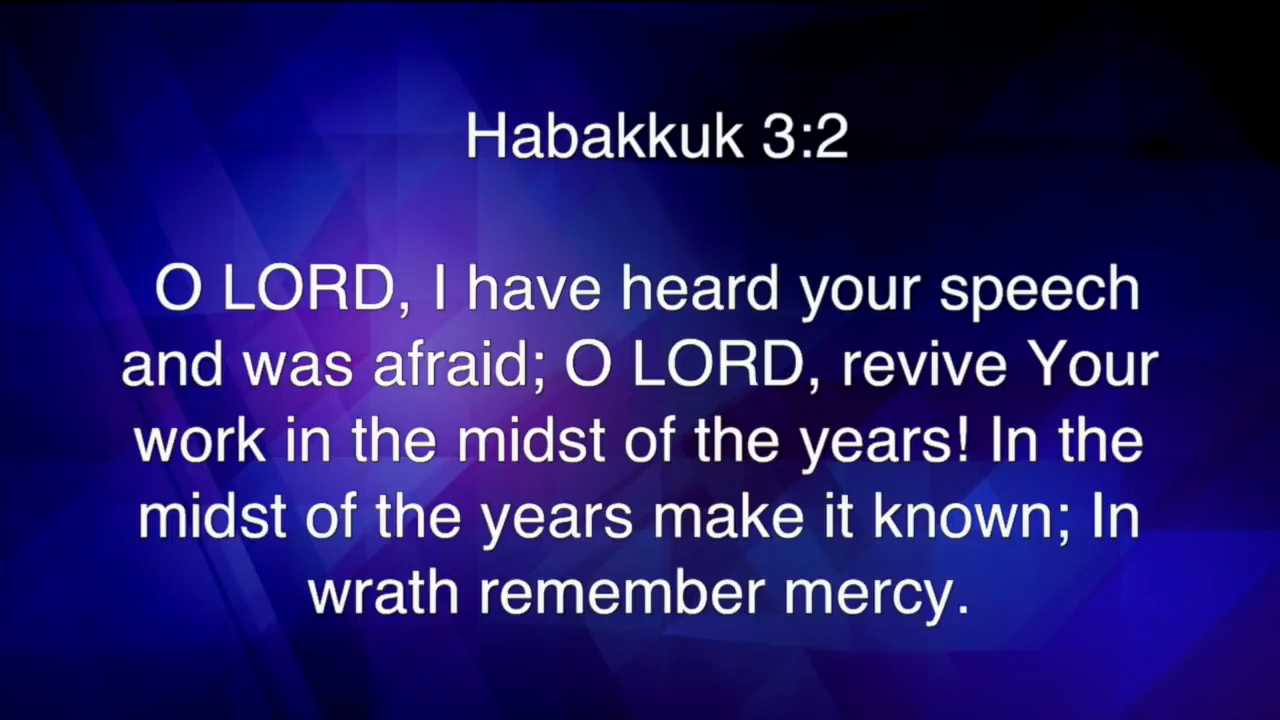 Habakkuk 3:2
O LORD, I have heard your speech
and was afraid; O LORD, revive Your
work in the midst of the years! In the
midst of the years make it known; In
wrath remember mercy.